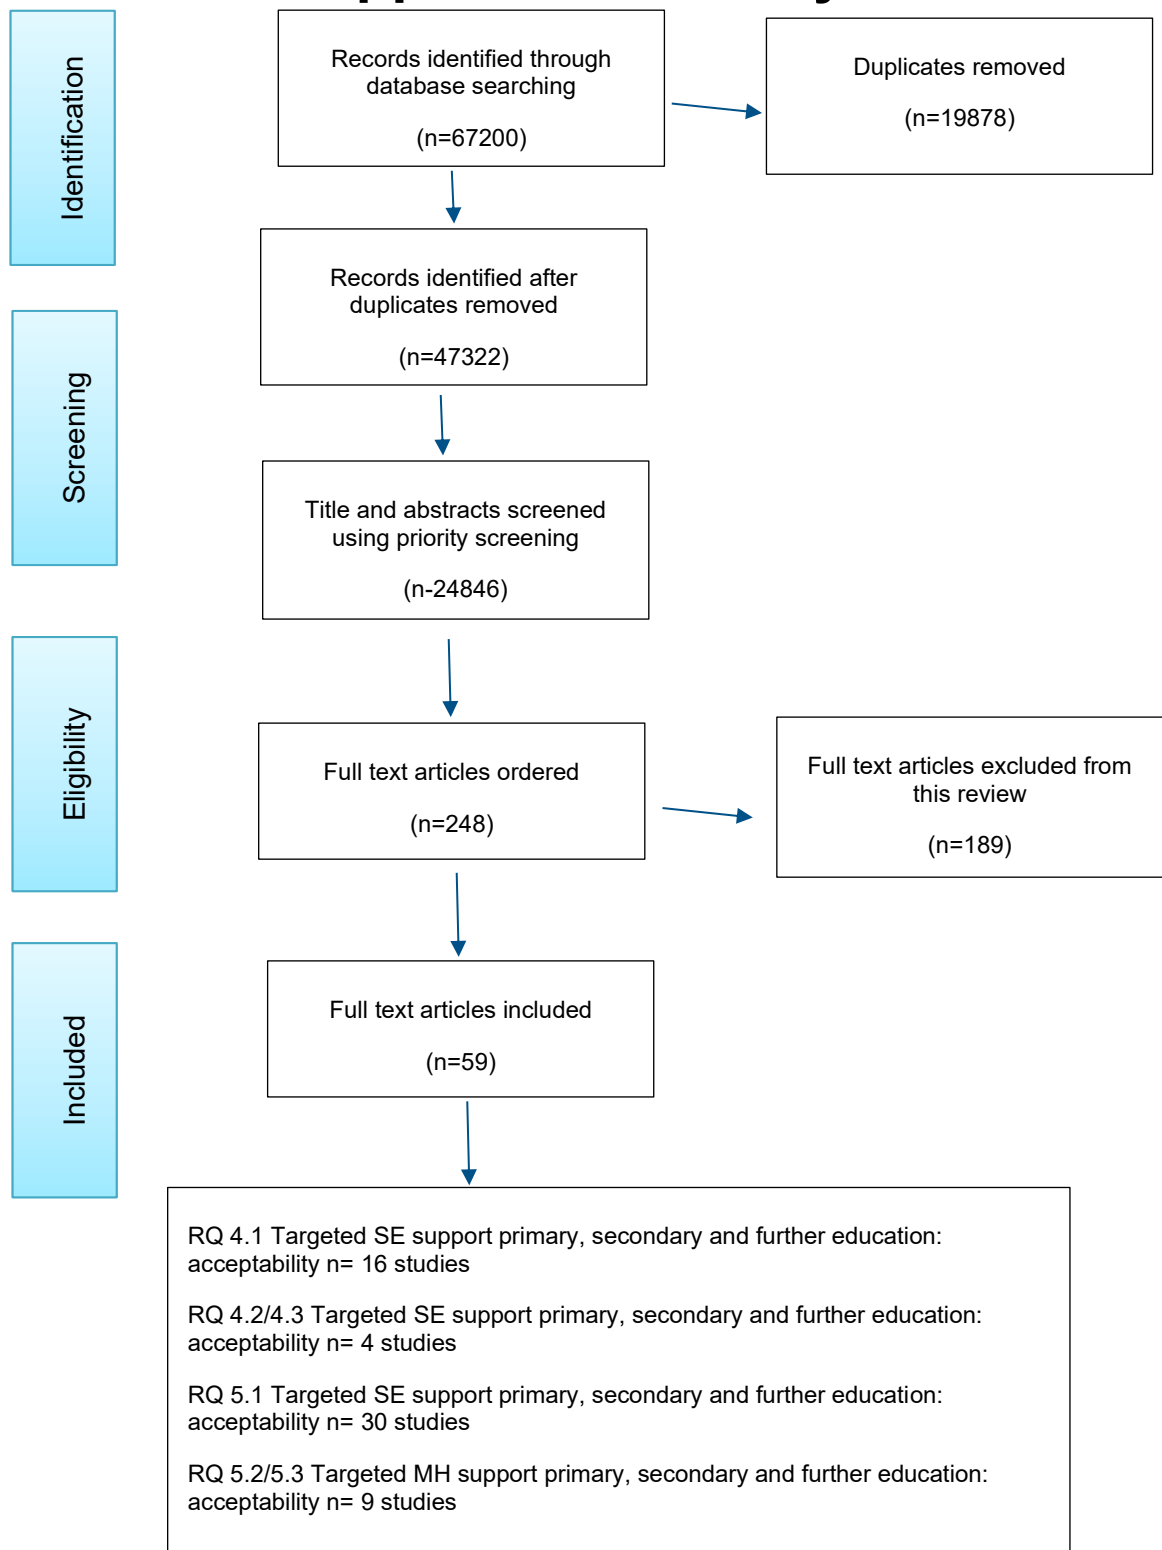 Identification
Records identified through
database searching
(n=67200)
Duplicates removed
(n=19878)
Records identified after
duplicates removed
(n=47322)
Screening
Title and abstracts screened
using priority screening
(n-24846)
Eligibility
Full text articles ordered
(n=248)
Full text articles excluded from
this review
(n=189)
Included
Full text articles included
(n=59)
RQ 4.1 Targeted SE support primary, secondary and further education:
acceptability n= 16 studies
RQ 4.2/4.3 Targeted SE support primary, secondary and further education:
acceptability n= 4 studies
RQ 5.1 Targeted SE support primary, secondary and further education:
acceptability n= 30 studies
RQ 5.2/5.3 Targeted MH support primary, secondary and further education:
acceptability n= 9 studies